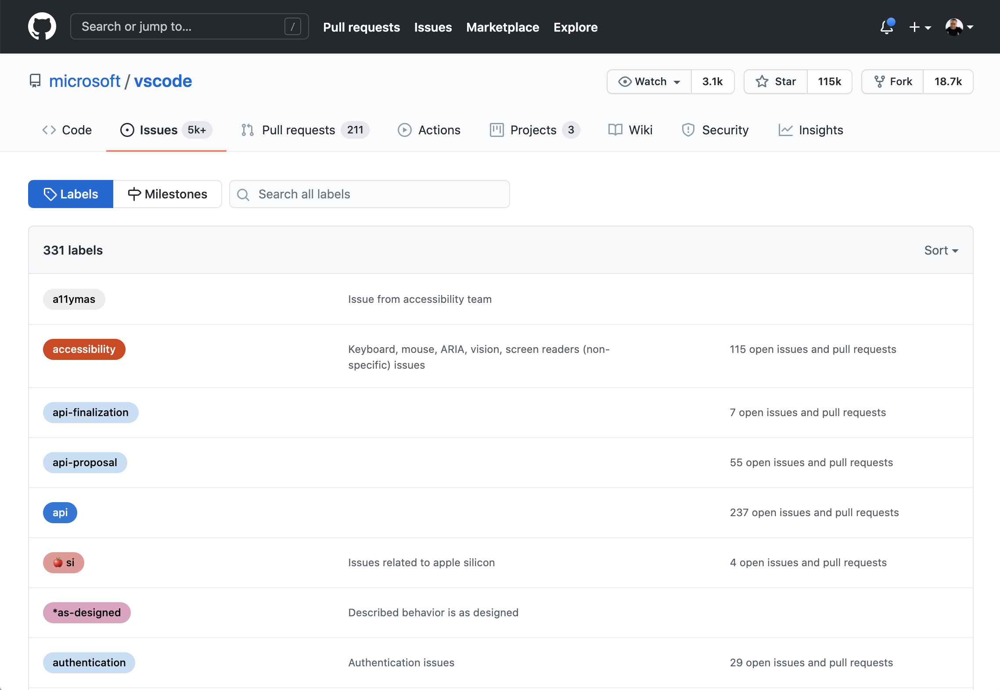 Search or jump to... /
Pull requests Issues Marketplace Explore
microsoft / vscode
Watch 3.1k Star 115k Fork 18.7k
Code Issues 5k+ Pull requests 211 Actions Projects 3 Wiki Security Insights
Labels Milestones Search all labels
331 labels Sort
a11ymas Issue from accessibility team
accessibility Keyboard, mouse, ARIA, vision, screen readers (non-
specific) issues
115 open issues and pull requests
api-finalization 7 open issues and pull requests
api-proposal 55 open issues and pull requests
api 237 open issues and pull requests
🍎 si Issues related to apple silicon 4 open issues and pull requests
*as-designed Described behavior is as designed
authentication Authentication issues 29 open issues and pull requests